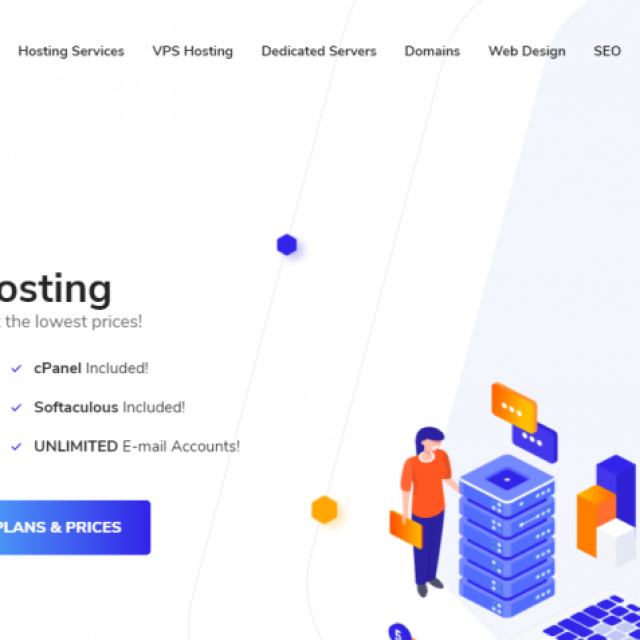 Hosting Services VPS Hosting Dedicated Servers Domains Web Design SEO
osting
the lowest prices!
cPanel Included!
Softaculous Included!
UNLIMITED E-mail Accounts!
PLANS & PRICES
5